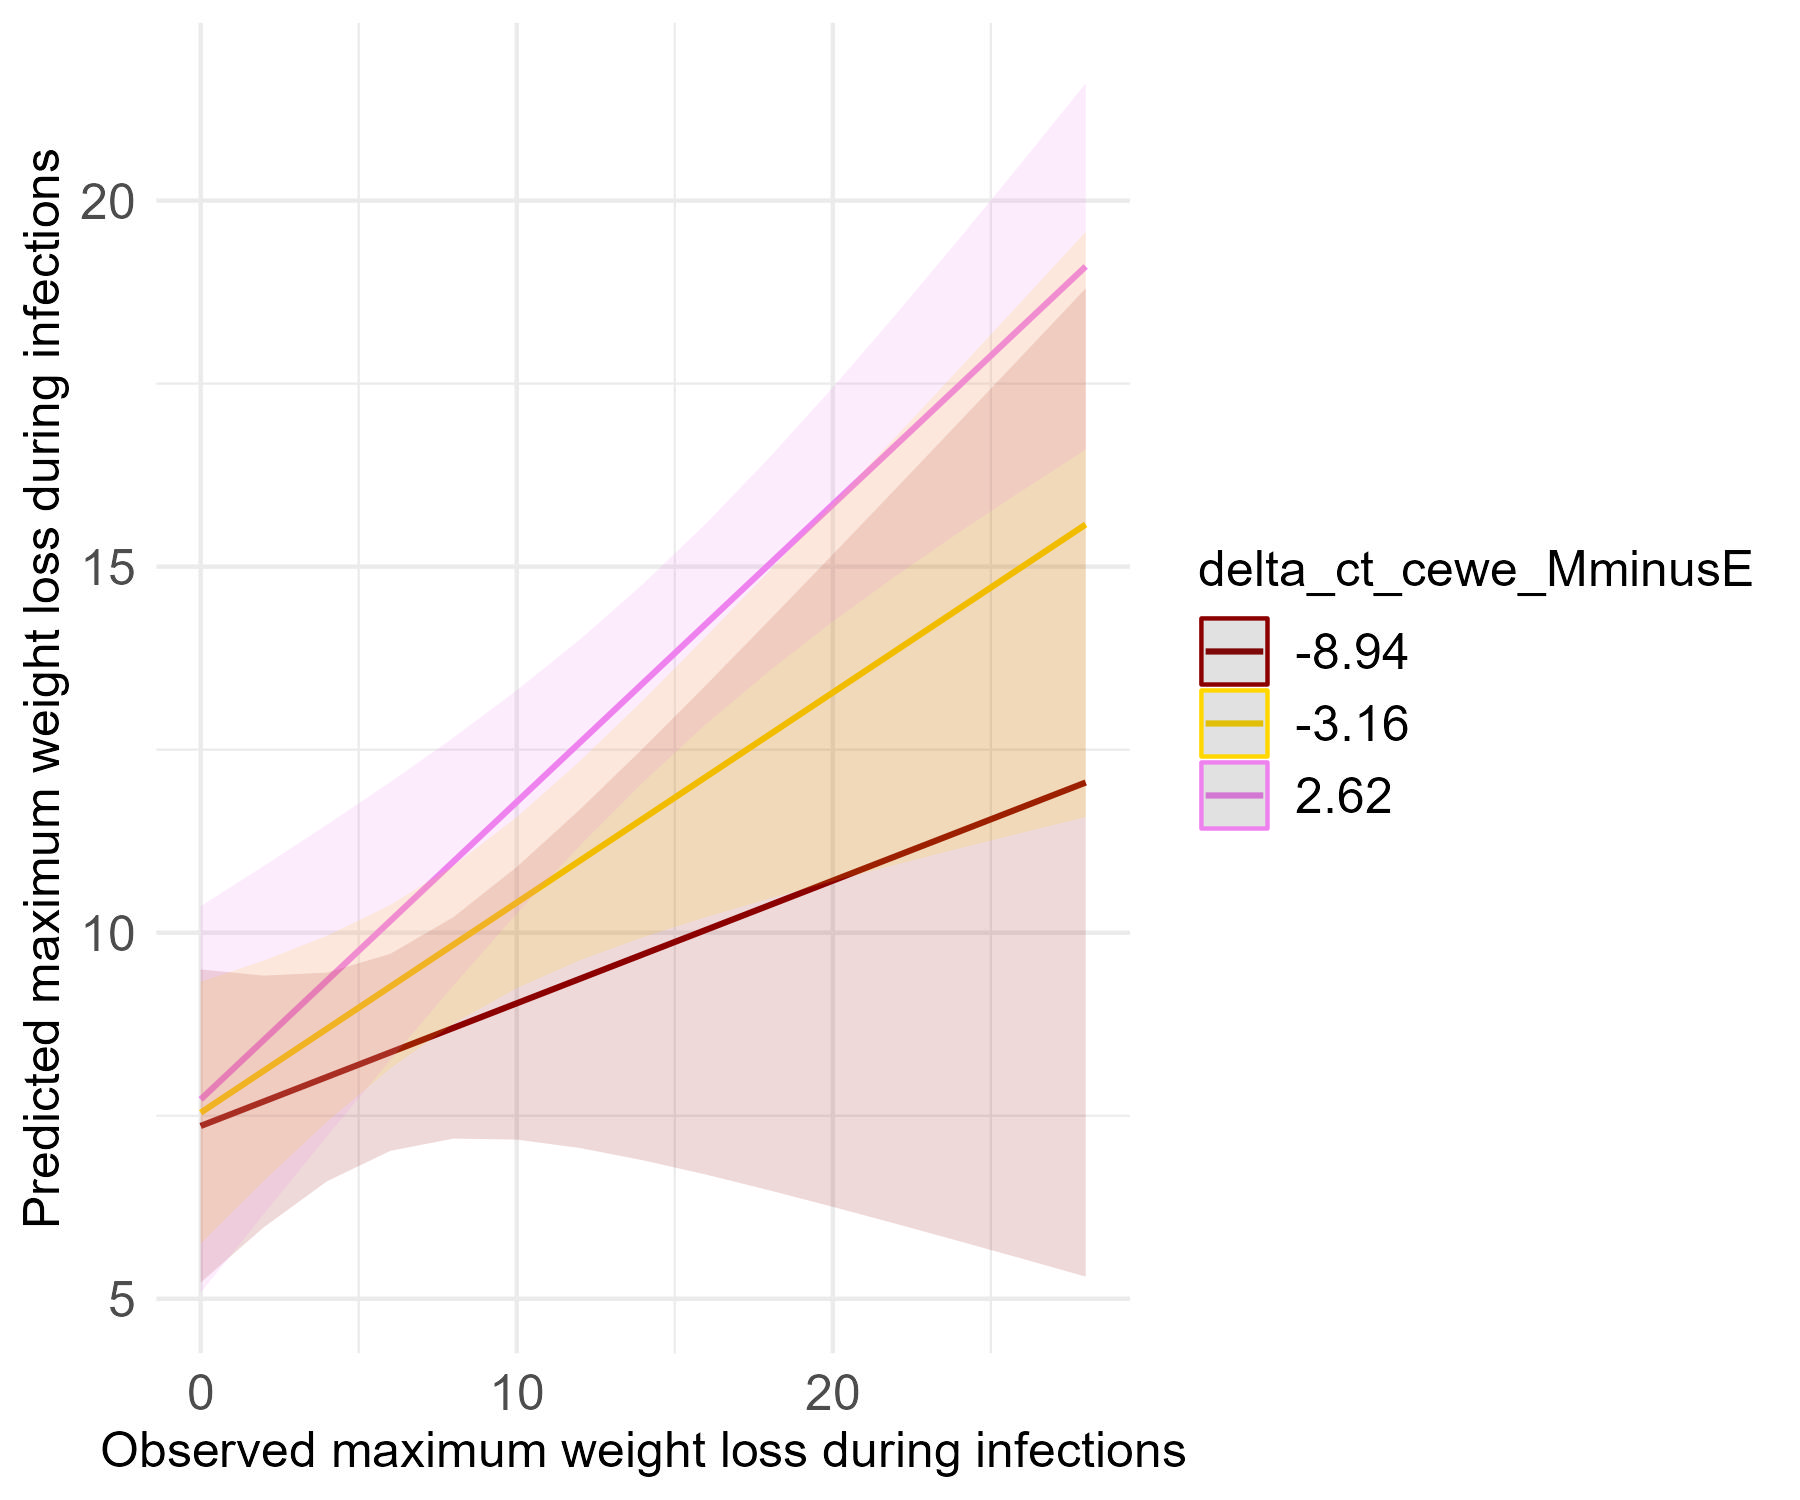 Predicted maximum weight loss during infections
20
15
10
5
0 10 20
Observed maximum weight loss during infections
delta_ct_cewe_MminusE
-8.94
-3.16
2.62